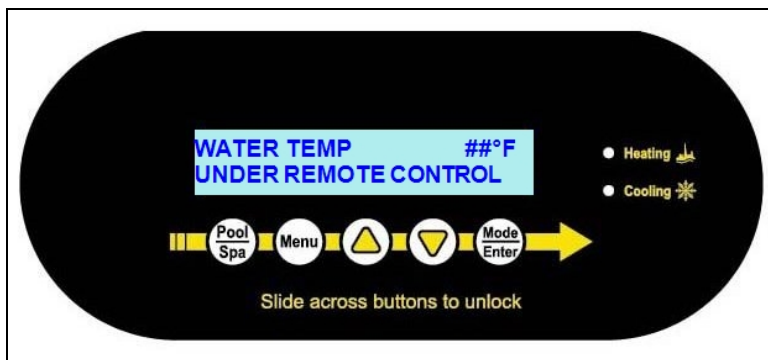 WATER TEMP ##°F
UNDER REMOTE CONTROL
Heating
Cooling
Pool
Spa
Menu
Mode
Enter
Slide across buttons to unlock